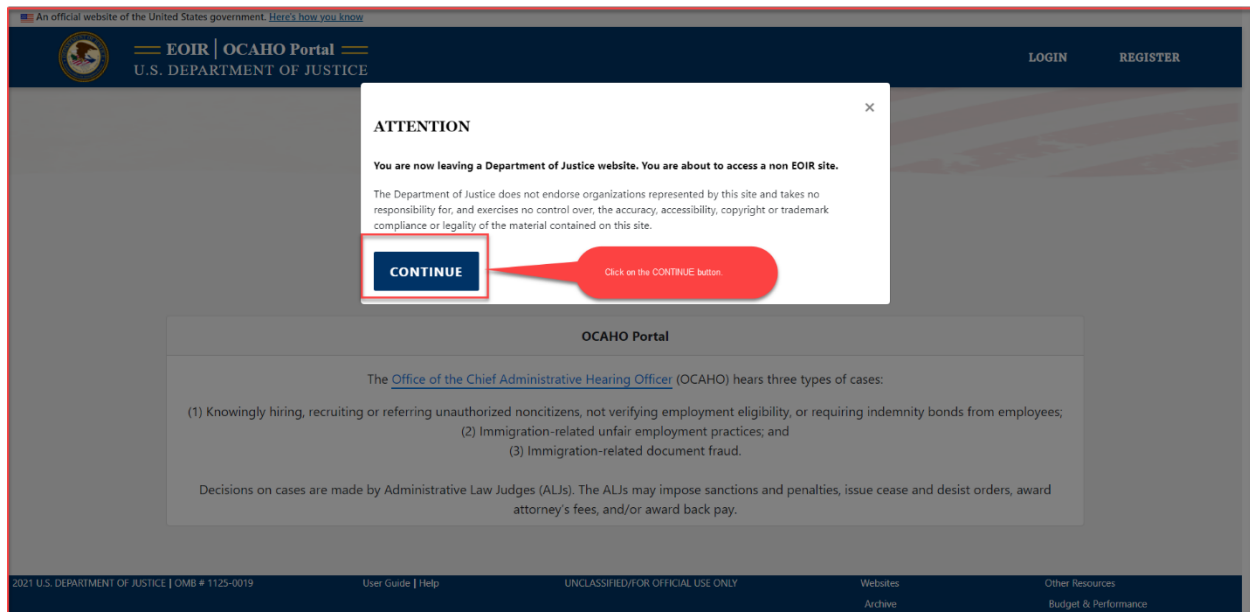 An official website of the United States government. Here's how you know
EOIR | OCAHO Portal
U.S. DEPARTMENT OF JUSTICE
LOGIN REGISTER
×
ATTENTION
You are now leaving a Department of Justice website. You are about to access a non EOIR site.
The Department of Justice does not endorse organizations represented by this site and takes no
responsibility for, and exercises no control over, the accuracy, accessibility, copyright or trademark
compliance or legality of the material contained on this site.
CONTINUE
Click on the CONTINUE button.
OCAHO Portal
The Office of the Chief Administrative Hearing Officer (OCAHO) hears three types of cases:
(1) Knowingly hiring, recruiting or referring unauthorized noncitizens, not verifying employment eligibility, or requiring indemnity bonds from employees;
(2) Immigration-related unfair employment practices; and
(3) Immigration-related document fraud.
Decisions on cases are made by Administrative Law Judges (ALJs). The ALJs may impose sanctions and penalties, issue cease and desist orders, award
attorney's fees, and/or award back pay.
2021 U.S. DEPARTMENT OF JUSTICE | OMB # 1125-0019 User Guide | Help UNCLASSIFIED/FOR OFFICIAL USE ONLY Websites Other Resources
Archive Budget & Performance